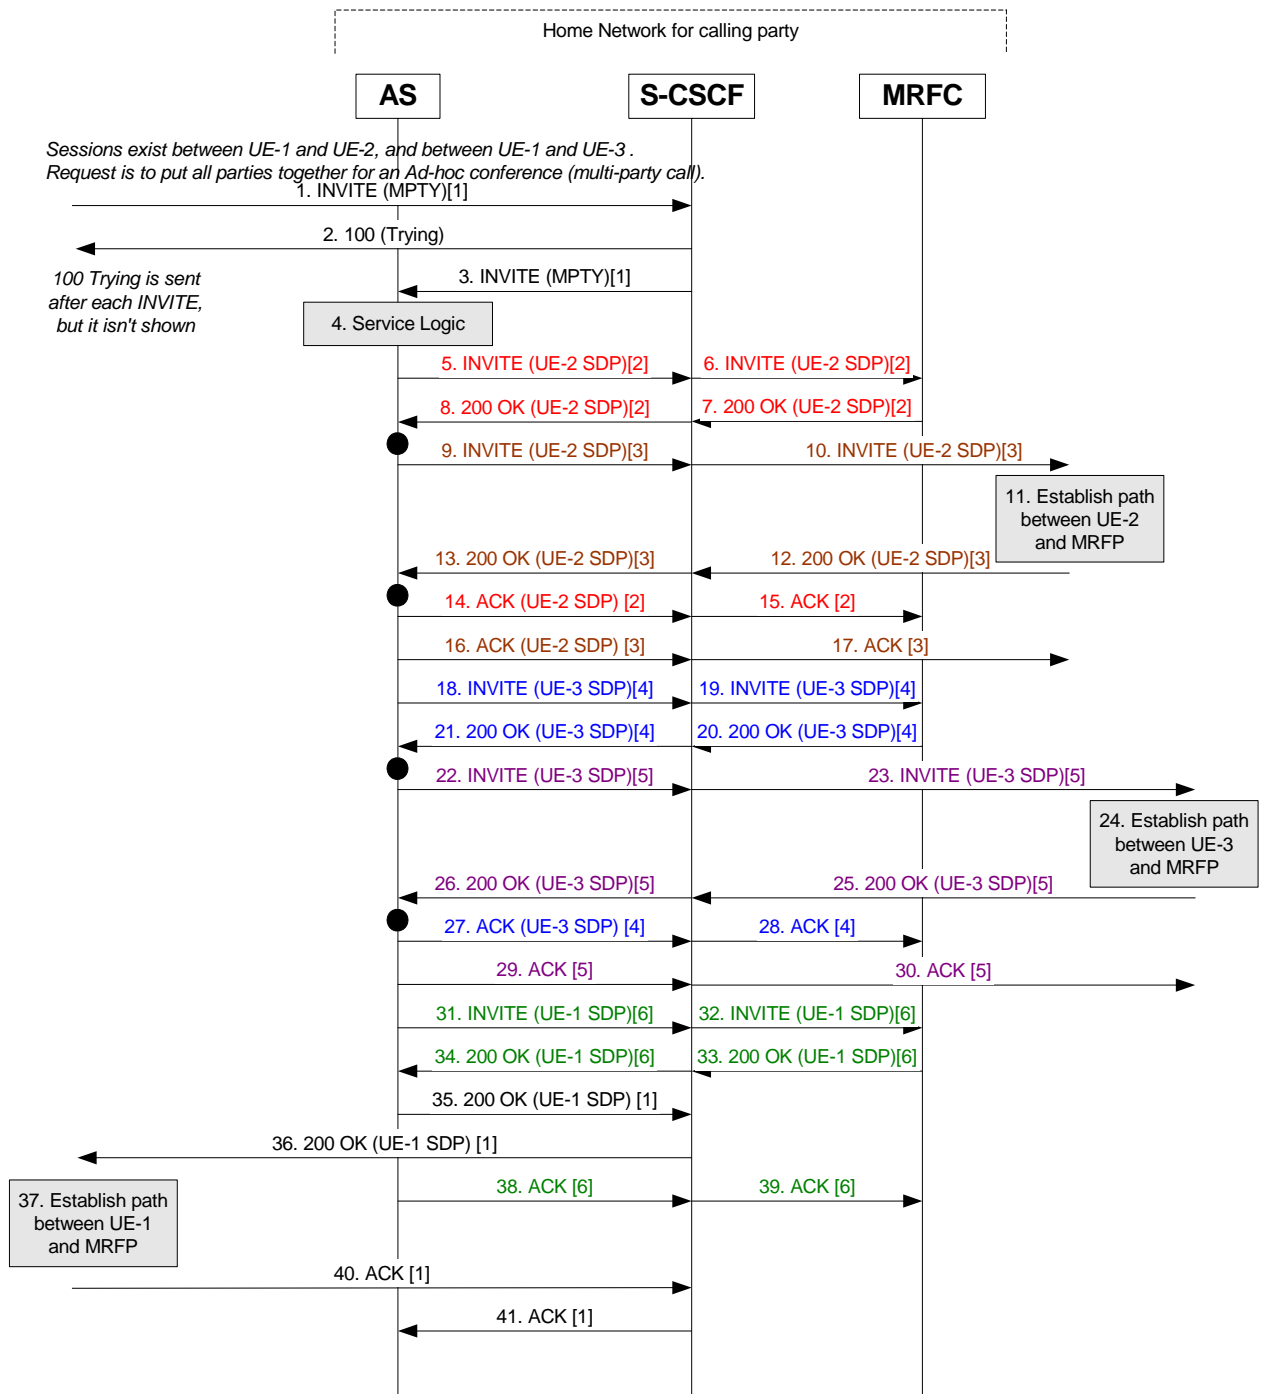 Home Network for calling party
AS
S-CSCF
MRFC
Sessions exist between UE-1 and UE-2, and between UE-1 and UE-3 .
Request is to put all parties together for an Ad-hoc conference (multi-party call).
1. INVITE (MPTY)[1]
2. 100 (Trying)
100 Trying is sent
after each INVITE,
but it isn't shown
3. INVITE (MPTY)[1]
4. Service Logic
5. INVITE (UE-2 SDP)[2]
6. INVITE (UE-2 SDP)[2]
8. 200 OK (UE-2 SDP)[2]
7. 200 OK (UE-2 SDP)[2]
9. INVITE (UE-2 SDP)[3]
10. INVITE (UE-2 SDP)[3]
11. Establish path
between UE-2
and MRFP
13. 200 OK (UE-2 SDP)[3]
12. 200 OK (UE-2 SDP)[3]
14. ACK (UE-2 SDP) [2]
15. ACK [2]
16. ACK (UE-2 SDP) [3]
17. ACK [3]
18. INVITE (UE-3 SDP)[4]
19. INVITE (UE-3 SDP)[4]
21. 200 OK (UE-3 SDP)[4]
20. 200 OK (UE-3 SDP)[4]
22. INVITE (UE-3 SDP)[5]
23. INVITE (UE-3 SDP)[5]
24. Establish path
between UE-3
and MRFP
26. 200 OK (UE-3 SDP)[5]
25. 200 OK (UE-3 SDP)[5]
27. ACK (UE-3 SDP) [4]
28. ACK [4]
29. ACK [5]
30. ACK [5]
31. INVITE (UE-1 SDP)[6]
32. INVITE (UE-1 SDP)[6]
34. 200 OK (UE-1 SDP)[6]
33. 200 OK (UE-1 SDP)[6]
35. 200 OK (UE-1 SDP) [1]
36. 200 OK (UE-1 SDP) [1]
37. Establish path
between UE-1
and MRFP
38. ACK [6]
39. ACK [6]
40. ACK [1]
41. ACK [1]